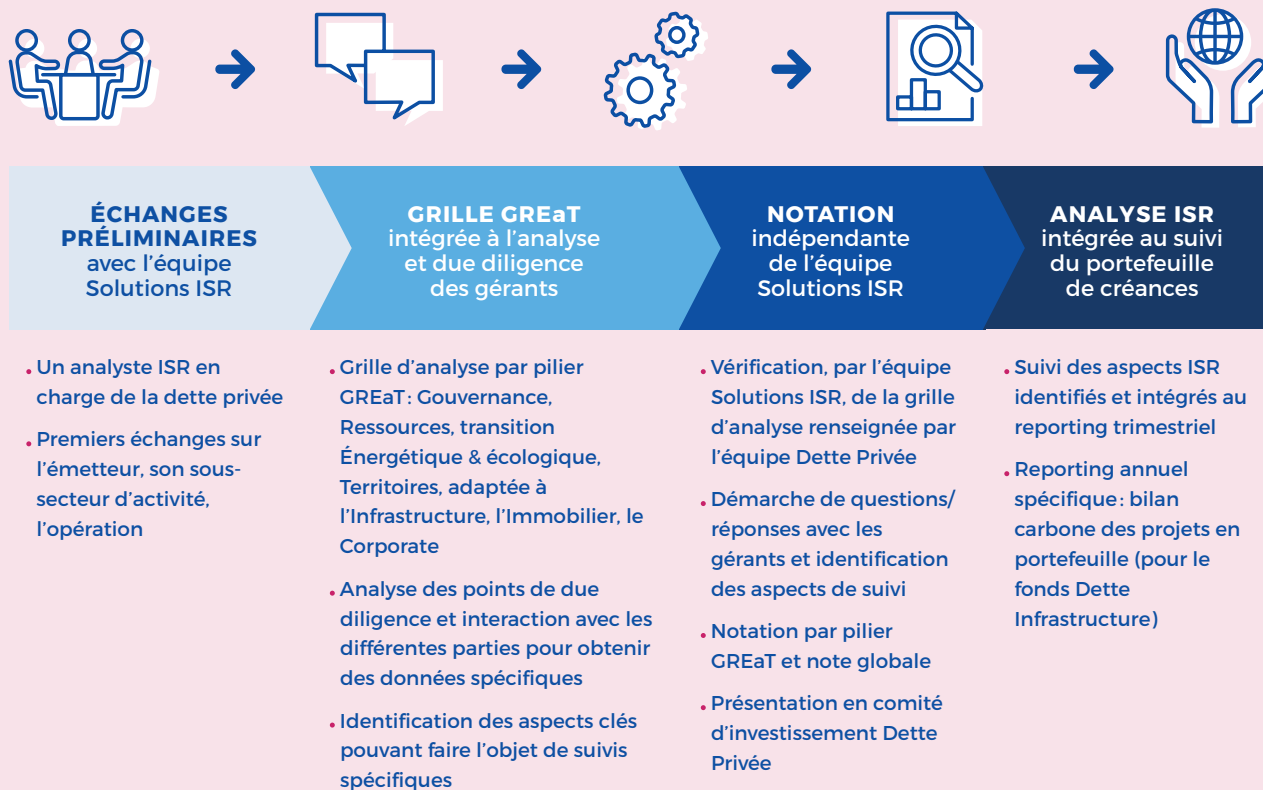 ÉCHANGES
PRÉLIMINAIRES
avec l'équipe
Solutions ISR
GRILLE GREaT
intégrée à l'analyse
et due diligence
des gérants
NOTATION
indépendante
de l'équipe
Solutions ISR
ANALYSE ISR
intégrée au suivi
du portefeuille
de créances
• Un analyste ISR en
charge de la dette privée
• Premiers échanges sur
l'émetteur, son sous-
secteur d'activité,
l'opération
• Grille d'analyse par pilier
GREaT : Gouvernance,
Ressources, transition
Énergétique & écologique,
Territoires, adaptée à
l'Infrastructure, l'Immobilier, le
Corporate
• Analyse des points de due
diligence et interaction avec les
différentes parties pour obtenir
des données spécifiques
• Identification des aspects clés
pouvant faire l'objet de suivis
spécifiques
• Vérification, par l'équipe
Solutions ISR, de la grille
d'analyse renseignée par
l'équipe Dette Privée
• Démarche de questions/
réponses avec les
gérants et identification
des aspects de suivi
• Notation par pilier
GREaT et note globale
• Présentation en comité
d'investissement Dette
Privée
• Suivi des aspects ISR
identifiés et intégrés au
reporting trimestriel
• Reporting annuel
spécifique : bilan
carbone des projets en
portefeuille (pour le
fonds Dette
Infrastructure)